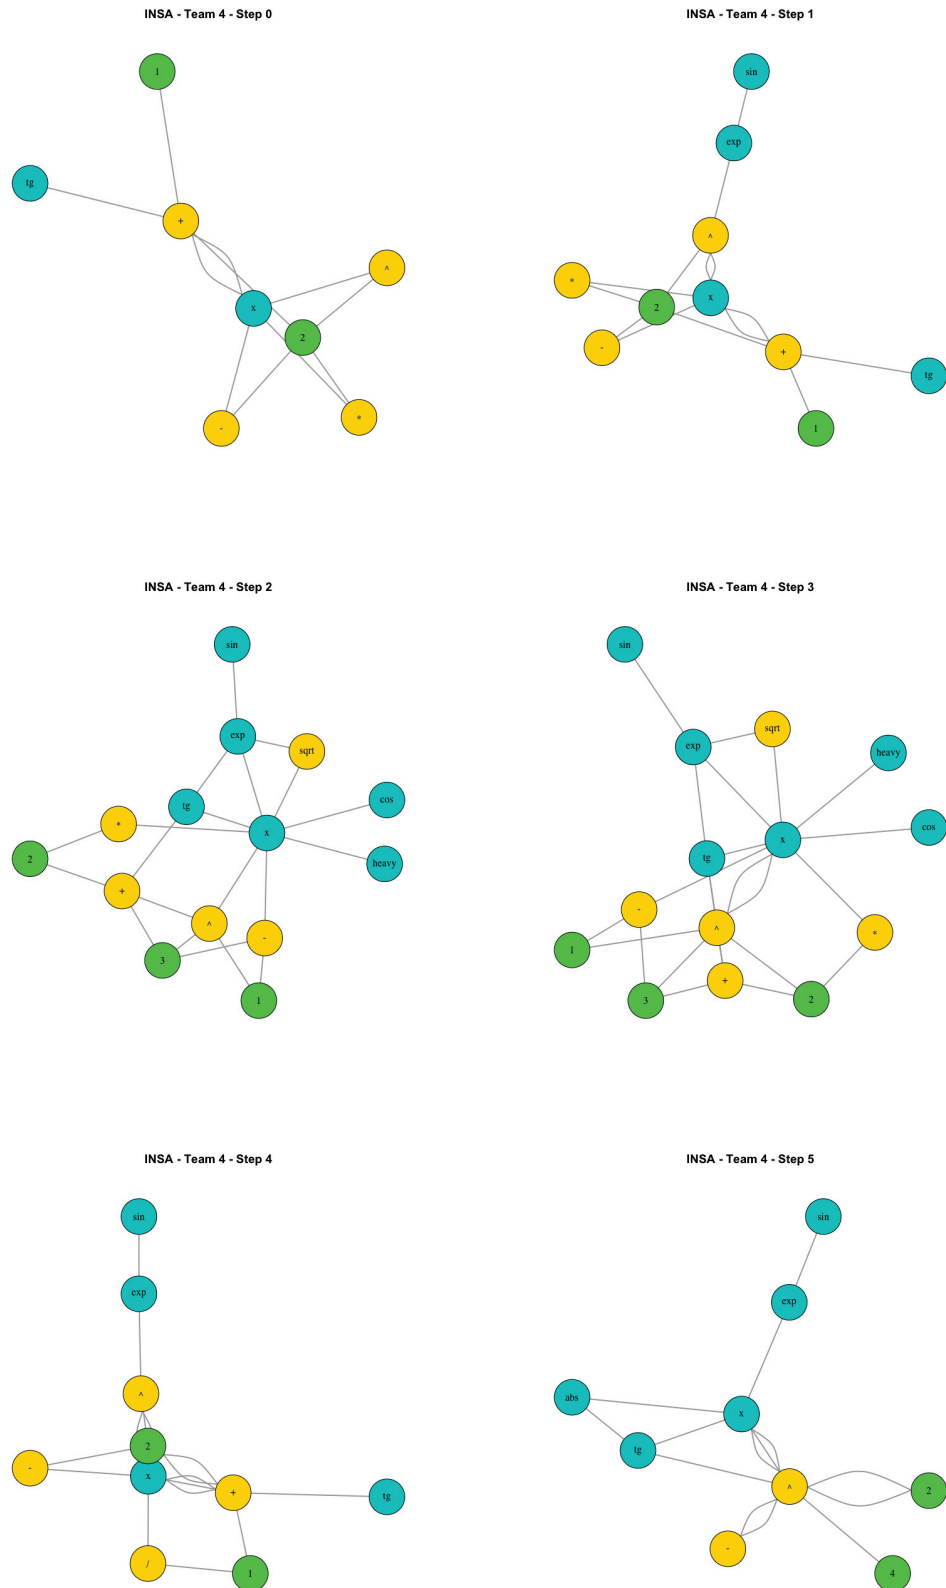 INSA - Team 4 - Step 0
INSA - Team 4 - Step 1
1
tg
+
^
x
2
-
*
sin
exp
^
*
2
x
-
+
tg
1
INSA - Team 4 - Step 2
INSA - Team 4 - Step 3
sin
exp
sqrt
cos
tg
*
x
2
heavy
+
^
-
3
1
sin
sqrt
exp
heavy
cos
x
tg
-
^
*
1
+
3
2
INSA - Team 4 - Step 4
INSA - Team 4 - Step 5
sin
exp
^
2
-
x
+
tg
/
1
sin
exp
abs
x
tg
^
2
-
4